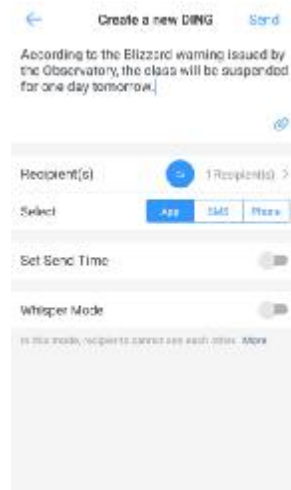 Create a new DING
Send
According to the Blizzard warning issued by
the Observatory, the class will be suspended
for one day tomorrow.
Recipient(s)
1 Recipient(s)
Select
App
SMS
Phone
Set Send Time
Whisper Mode
In this mode, recipients cannot see each other. More